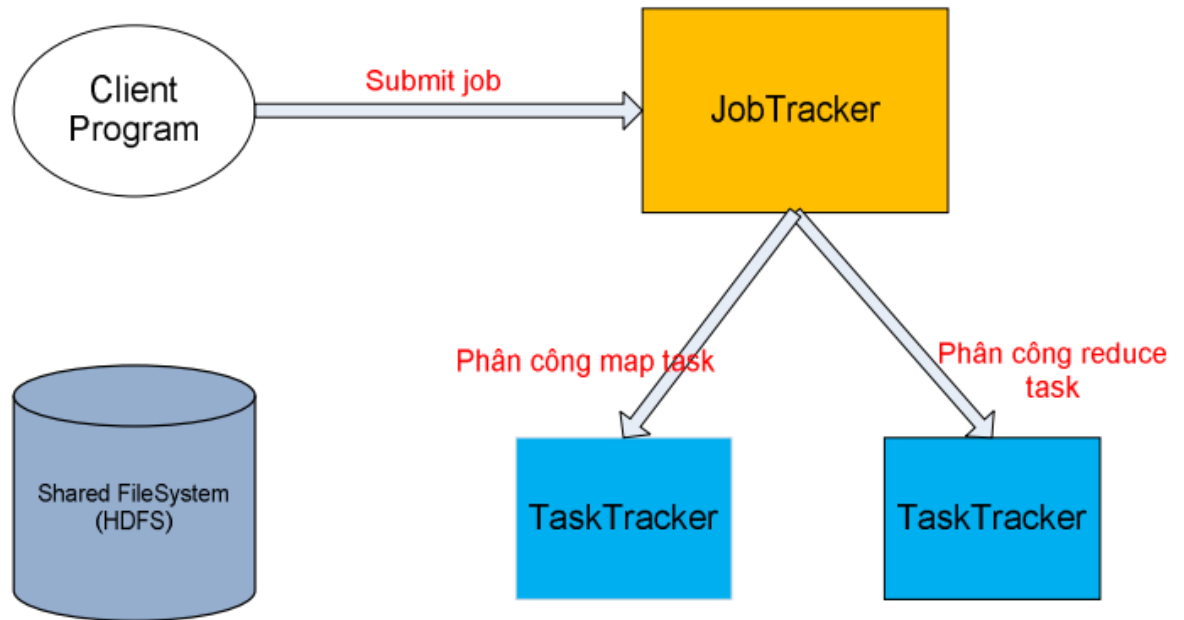 Client
Program
Submit job
JobTracker
Phân công map task
Phân công reduce
task
Shared FileSystem
(HDFS)
TaskTracker
TaskTracker